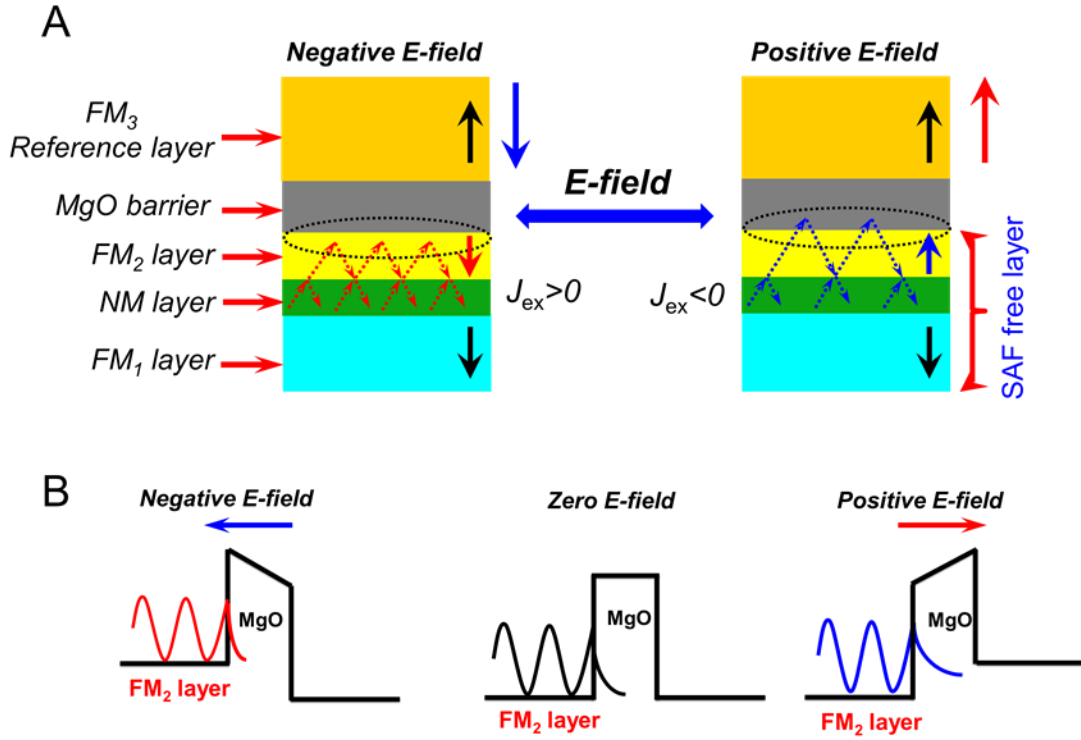 A
Negative E-field
Positive E-field
FM₃
Reference layer
MgO barrier
FM₂ layer
NM layer
FM₁ layer
E-field
Jₑₓ>0
Jₑₓ<0
SAF free layer
B
Negative E-field
Zero E-field
Positive E-field
MgO
MgO
MgO
FM₂ layer
FM₂ layer
FM₂ layer